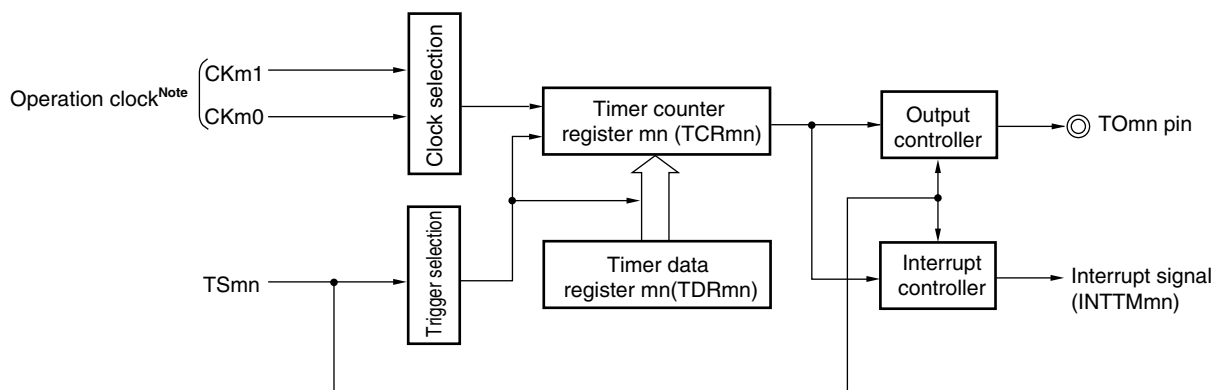 Operation clockNote
CKm1
CKm0
Clock selection
Timer counter
register mn (TCRmn)
Output
controller
TOmn pin
TSmn
Trigger selection
Timer data
register mn(TDRmn)
Interrupt
controller
Interrupt signal
(INTTMmn)